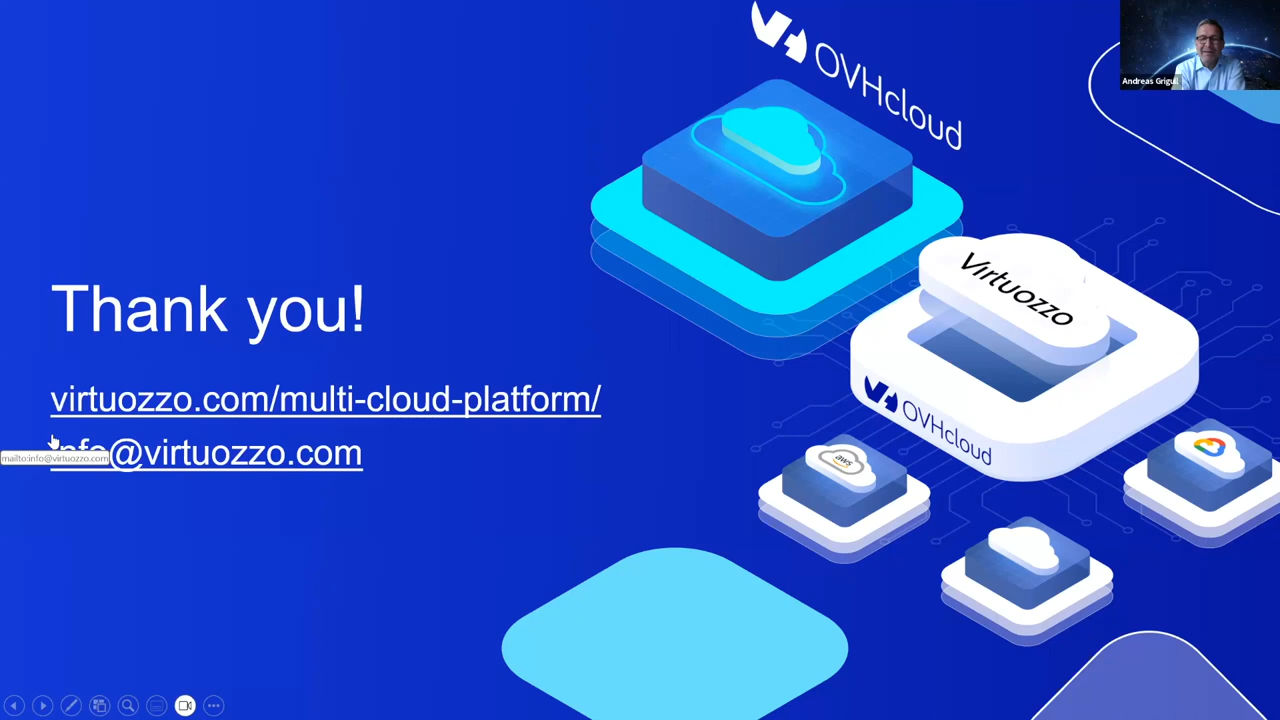 OVHcloud
Andreas Grigull
Virtuozzo
Thank you!
virtuozzo.com/multi-cloud-platform/
OVHcloud
info@virtuozzo.com
mailto:info@virtuozzo.com
aws